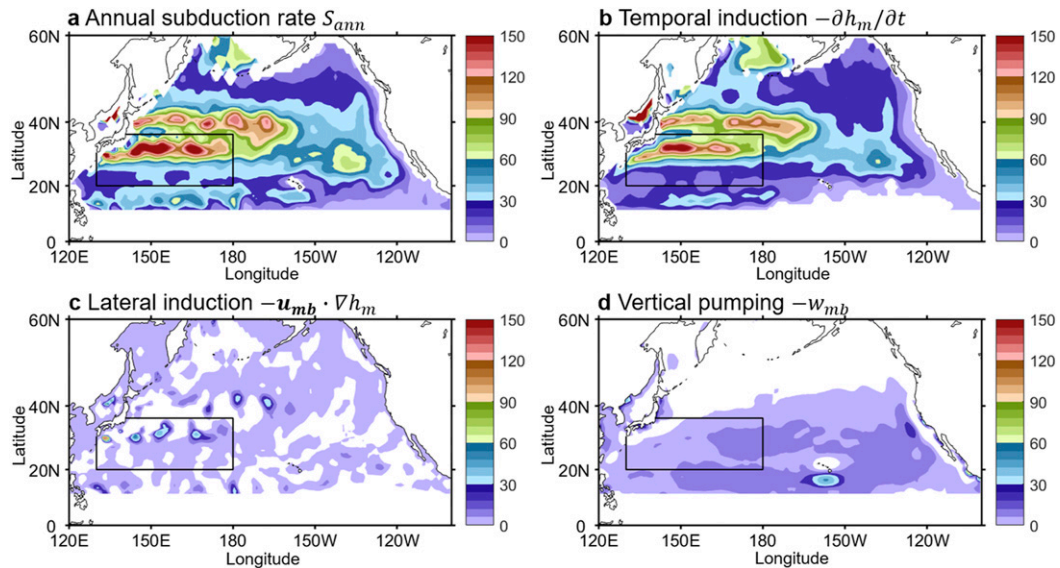 a Annual subduction rate S_ann
60N
40N
20N
0
Latitude
120E 150E 180 150W 120W
Longitude
150
120
90
60
30
0
b Temporal induction −∂h_m/∂t
60N
40N
20N
0
Latitude
120E 150E 180 150W 120W
Longitude
150
120
90
60
30
0
c Lateral induction −u_mb · ∇h_m
60N
40N
20N
0
Latitude
120E 150E 180 150W 120W
Longitude
150
120
90
60
30
0
d Vertical pumping −w_mb
60N
40N
20N
0
Latitude
120E 150E 180 150W 120W
Longitude
150
120
90
60
30
0